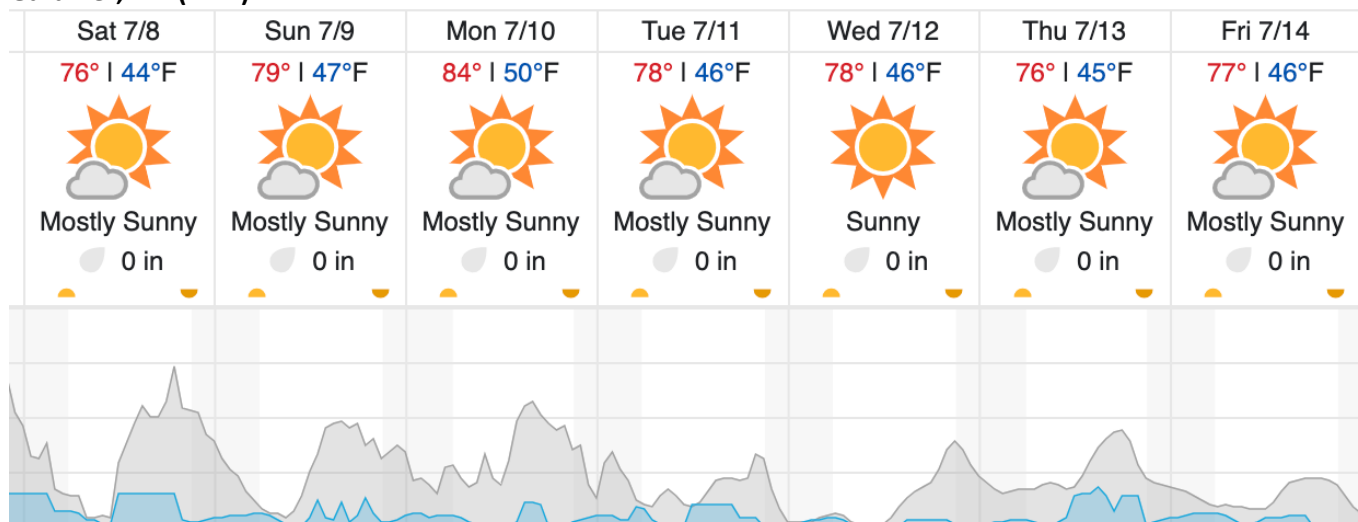 Sat 7/8 Sun 7/9 Mon 7/10 Tue 7/11 Wed 7/12 Thu 7/13 Fri 7/14
76° | 44°F 79° | 47°F 84° | 50°F 78° | 46°F 78° | 46°F 76° | 45°F 77° | 46°F
Mostly Sunny Mostly Sunny Mostly Sunny Mostly Sunny Sunny Mostly Sunny Mostly Sunny
0 in 0 in 0 in 0 in 0 in 0 in 0 in